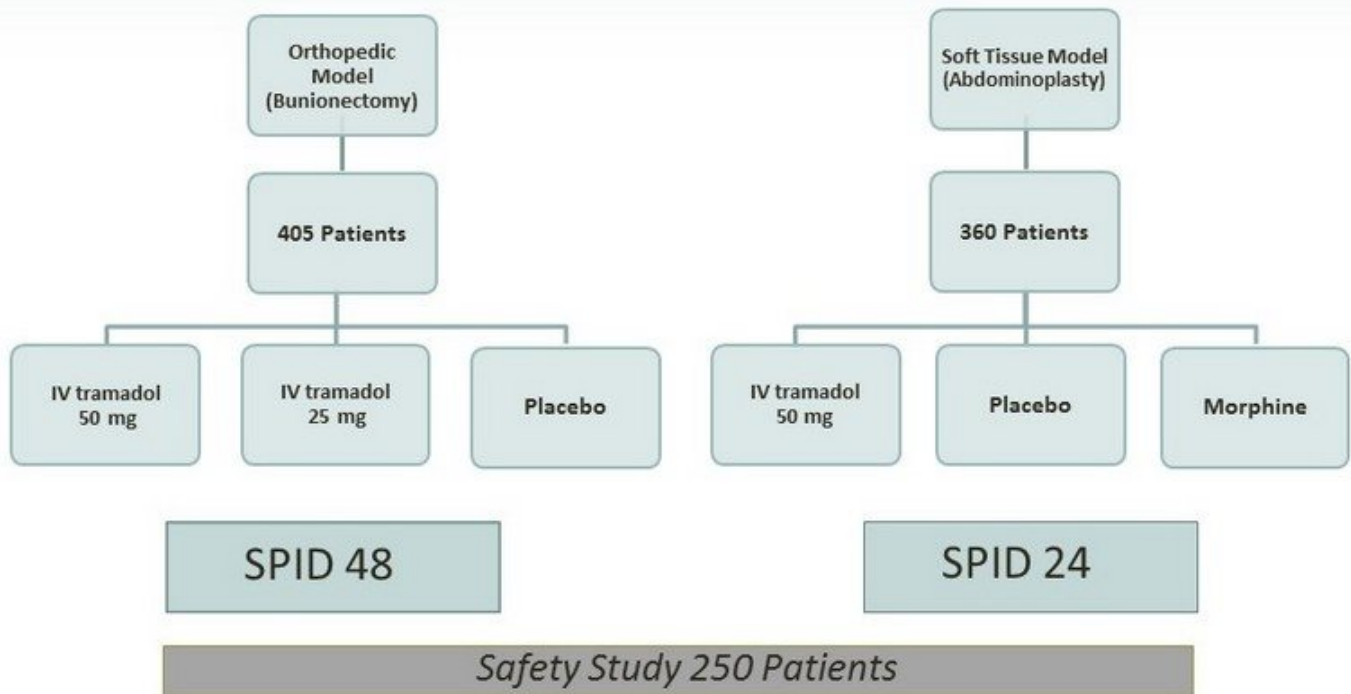 Orthopedic
Model
(Bunionectomy)
405 Patients
IV tramadol
50 mg
IV tramadol
25 mg
Placebo
SPID 48
Soft Tissue Model
(Abdominoplasty)
360 Patients
IV tramadol
50 mg
Placebo
Morphine
SPID 24
Safety Study 250 Patients